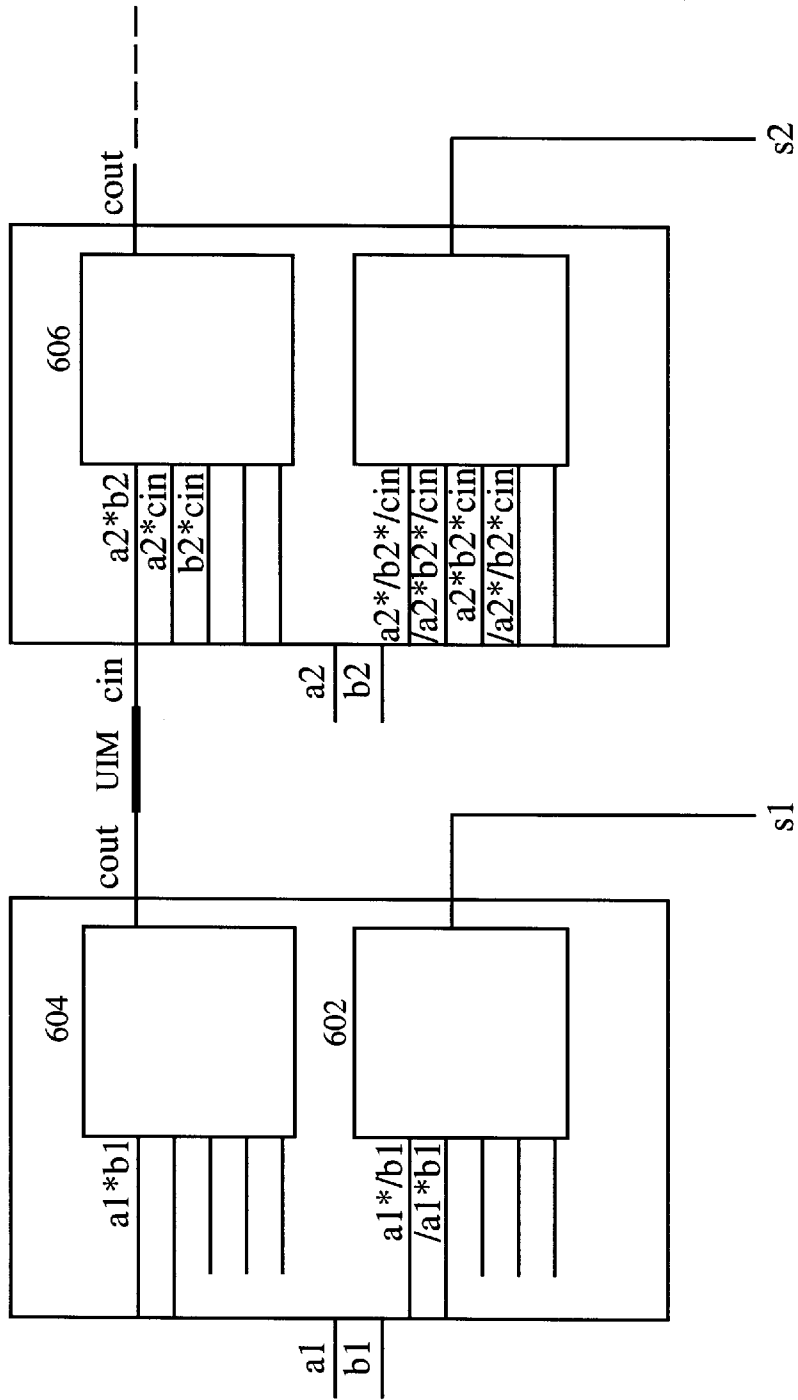 a1
b1
604
a1*b1
602
a1*/b1
/a1*b1
cout
s1
UIM
cin
a2
b2
606
a2*b2
a2*cin
b2*cin
a2*/b2*/cin
/a2*b2*/cin
a2*b2*cin
/a2*/b2*cin
cout
s2